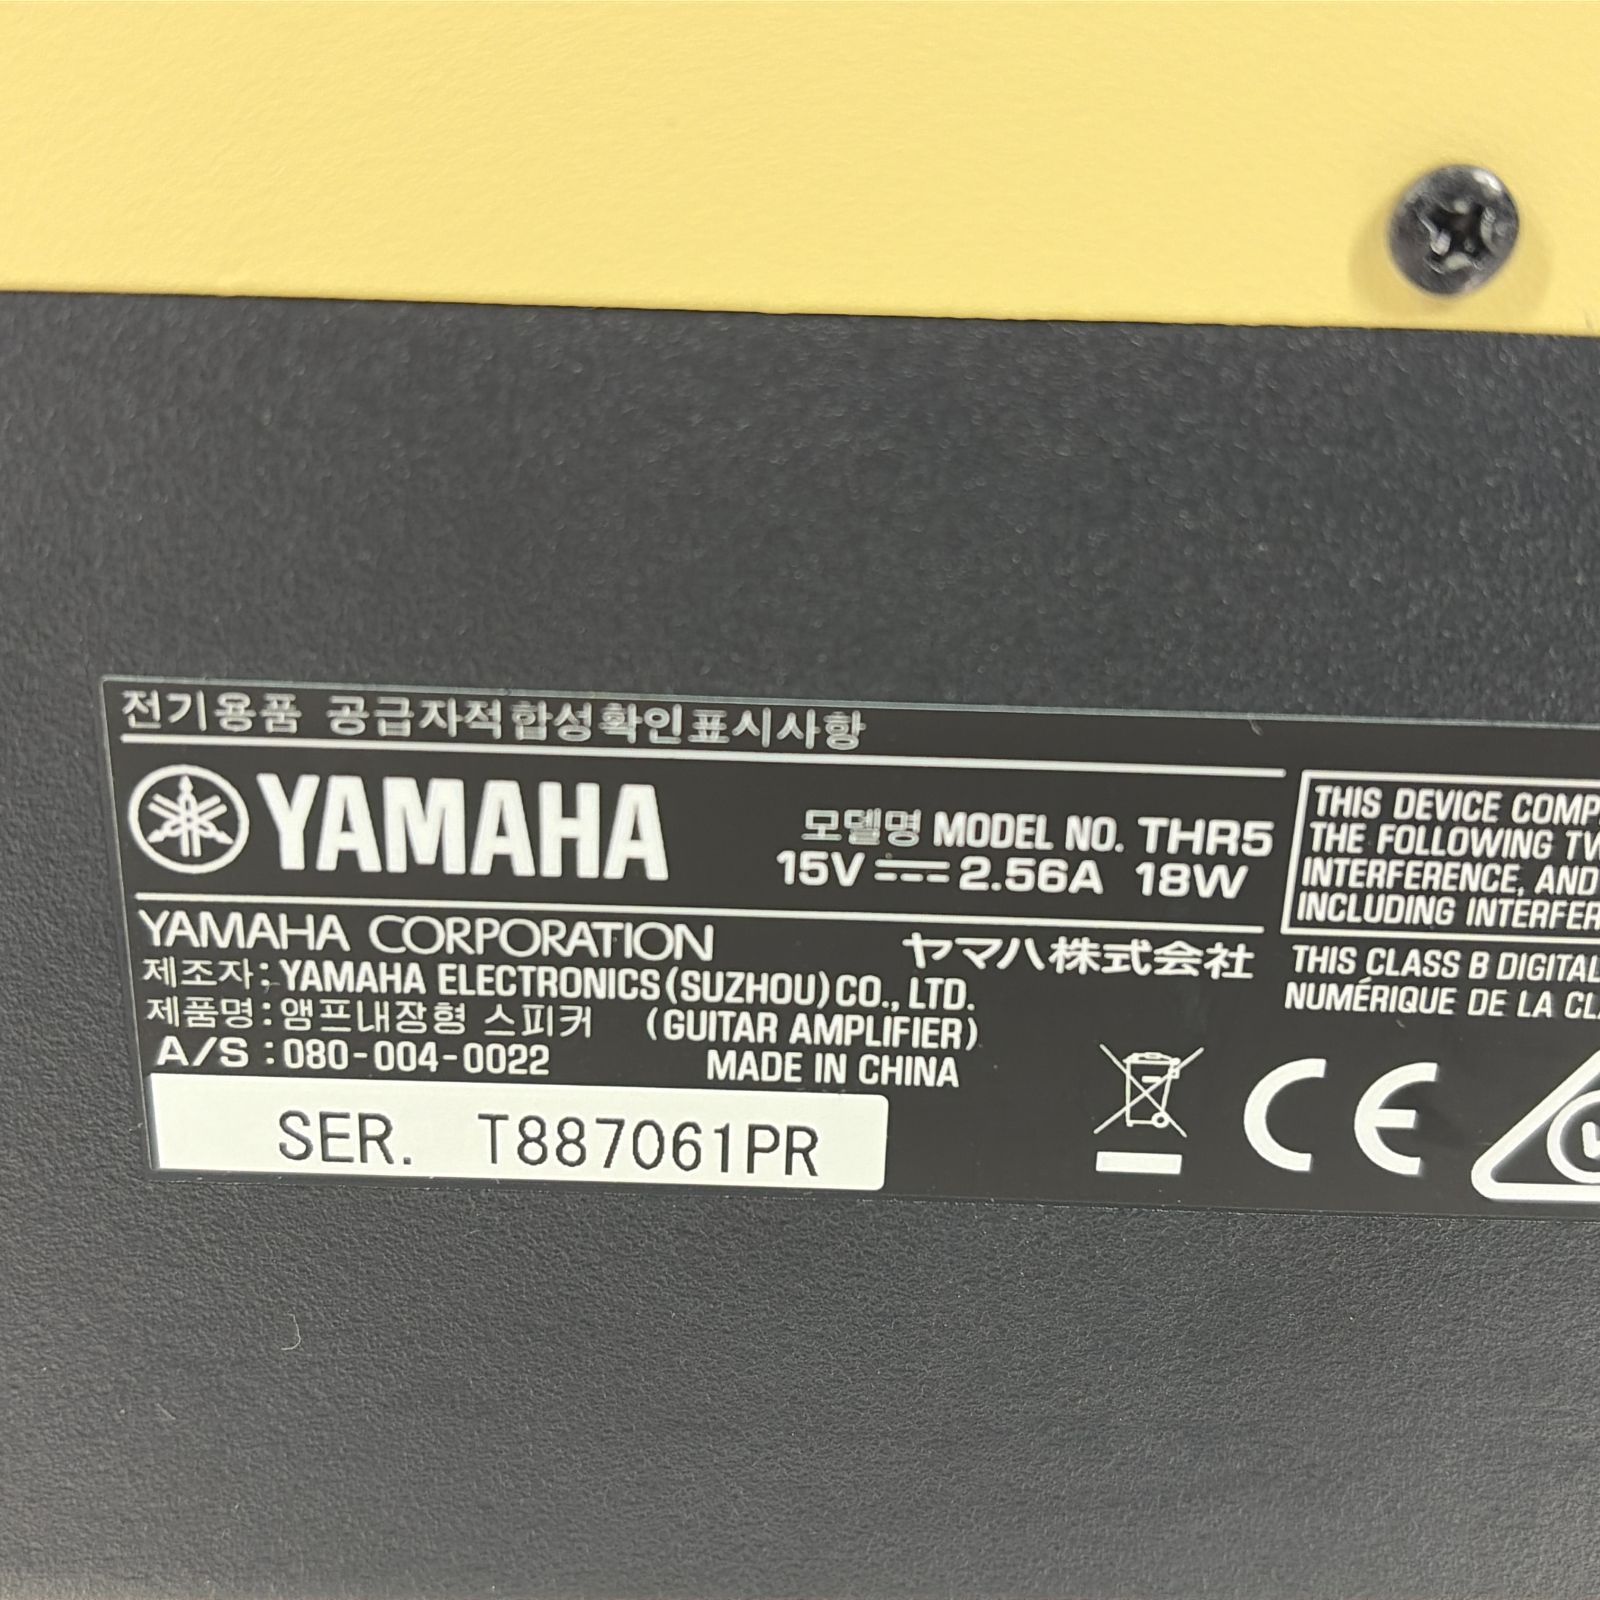 전기용품 공급자적합성확인표시사항
YAMAHA
모델명 MODEL NO. THR5
15V 2.56A 18W
YAMAHA CORPORATION ヤマハ株式会社
제조자: YAMAHA ELECTRONICS (SUZHOU) CO., LTD.
제품명: 앰프내장형 스피커 (GUITAR AMPLIFIER)
A/S : 080-004-0022 MADE IN CHINA
SER. T887061PR
THIS DEVICE COMP
THE FOLLOWING TW
INTERFERENCE, AND
INCLUDING INTERFER
THIS CLASS B DIGITAL
NUMÉRIQUE DE LA CL
CE